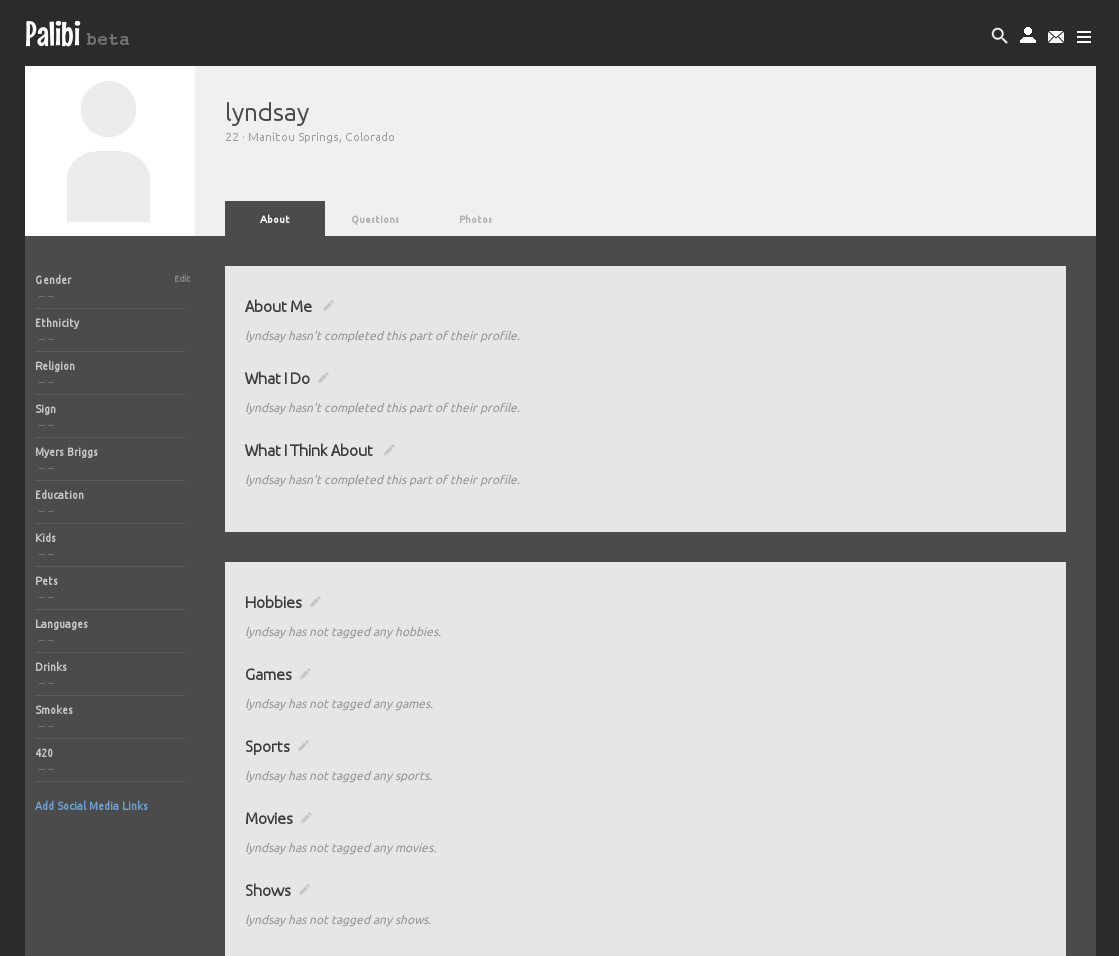 Palibi beta
lyndsay
22 · Manitou Springs, Colorado
About
Questions
Photos
Gender
Edit
– –
Ethnicity
– –
Religion
– –
Sign
– –
Myers Briggs
– –
Education
– –
Kids
– –
Pets
– –
Languages
– –
Drinks
– –
Smokes
– –
420
– –
Add Social Media Links
About Me
lyndsay hasn't completed this part of their profile.
What I Do
lyndsay hasn't completed this part of their profile.
What I Think About
lyndsay hasn't completed this part of their profile.
Hobbies
lyndsay has not tagged any hobbies.
Games
lyndsay has not tagged any games.
Sports
lyndsay has not tagged any sports.
Movies
lyndsay has not tagged any movies.
Shows
lyndsay has not tagged any shows.